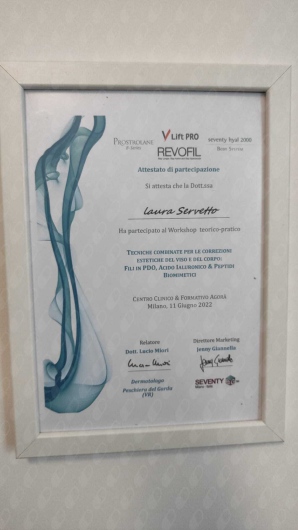 PROSTROLANE
V Lift PRO
REVOFIL
seventy hyal 2000
Attestato di partecipazione
Si attesta che la Dott.ssa
Laura Servetto
Ha partecipato al Workshop teorico-pratico
TECNICHE COMBINATE PER LE CORREZIONI
ESTETICHE DEL VISO E DEL CORPO:
FILI IN PDO, ACIDO IALURONICO & PEPTIDI
BIOMIMETICI
CENTRO CLINICO & FORMATIVO AGORÀ
Milano, 11 Giugno 2022
Relatore
Dott. Lucio Miori
Direttore Marketing
Jenny Giannella
Dermatologo
Peschiera del Garda
(VR)
SEVENTY BG